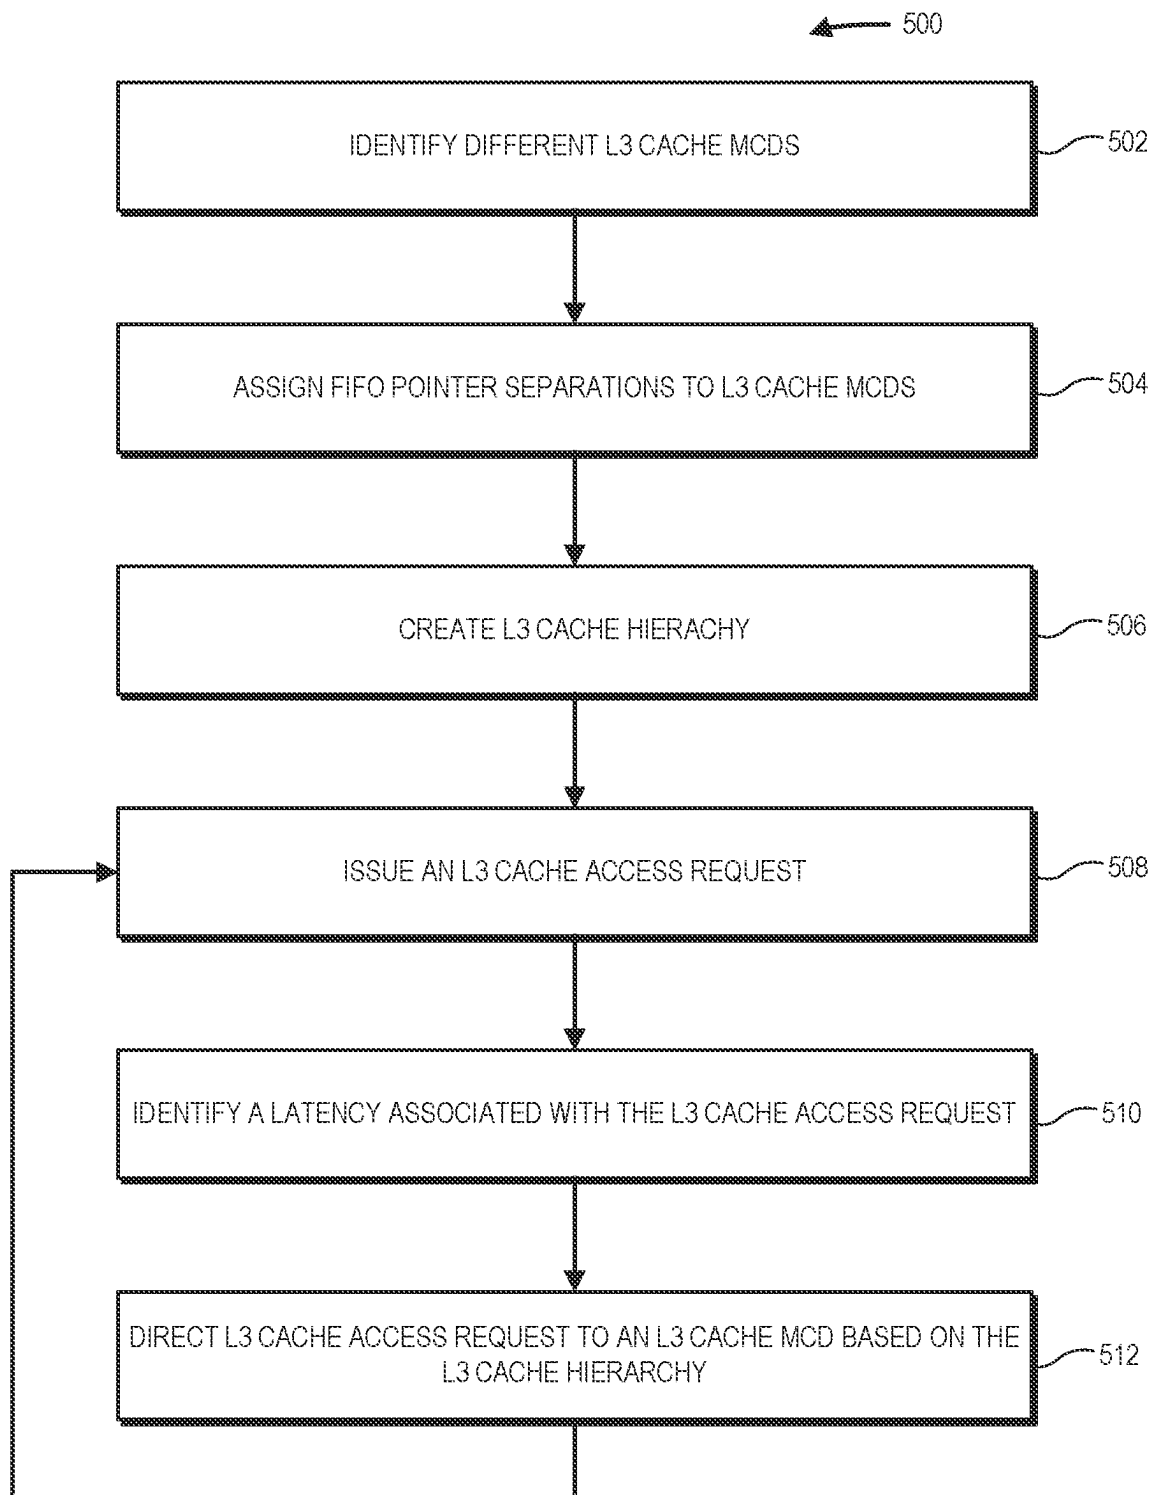 500
IDENTIFY DIFFERENT L3 CACHE MCDS
502
ASSIGN FIFO POINTER SEPARATIONS TO L3 CACHE MCDS
504
CREATE L3 CACHE HIERACHY
506
ISSUE AN L3 CACHE ACCESS REQUEST
508
IDENTIFY A LATENCY ASSOCIATED WITH THE L3 CACHE ACCESS REQUEST
510
DIRECT L3 CACHE ACCESS REQUEST TO AN L3 CACHE MCD BASED ON THE
L3 CACHE HIERARCHY
512